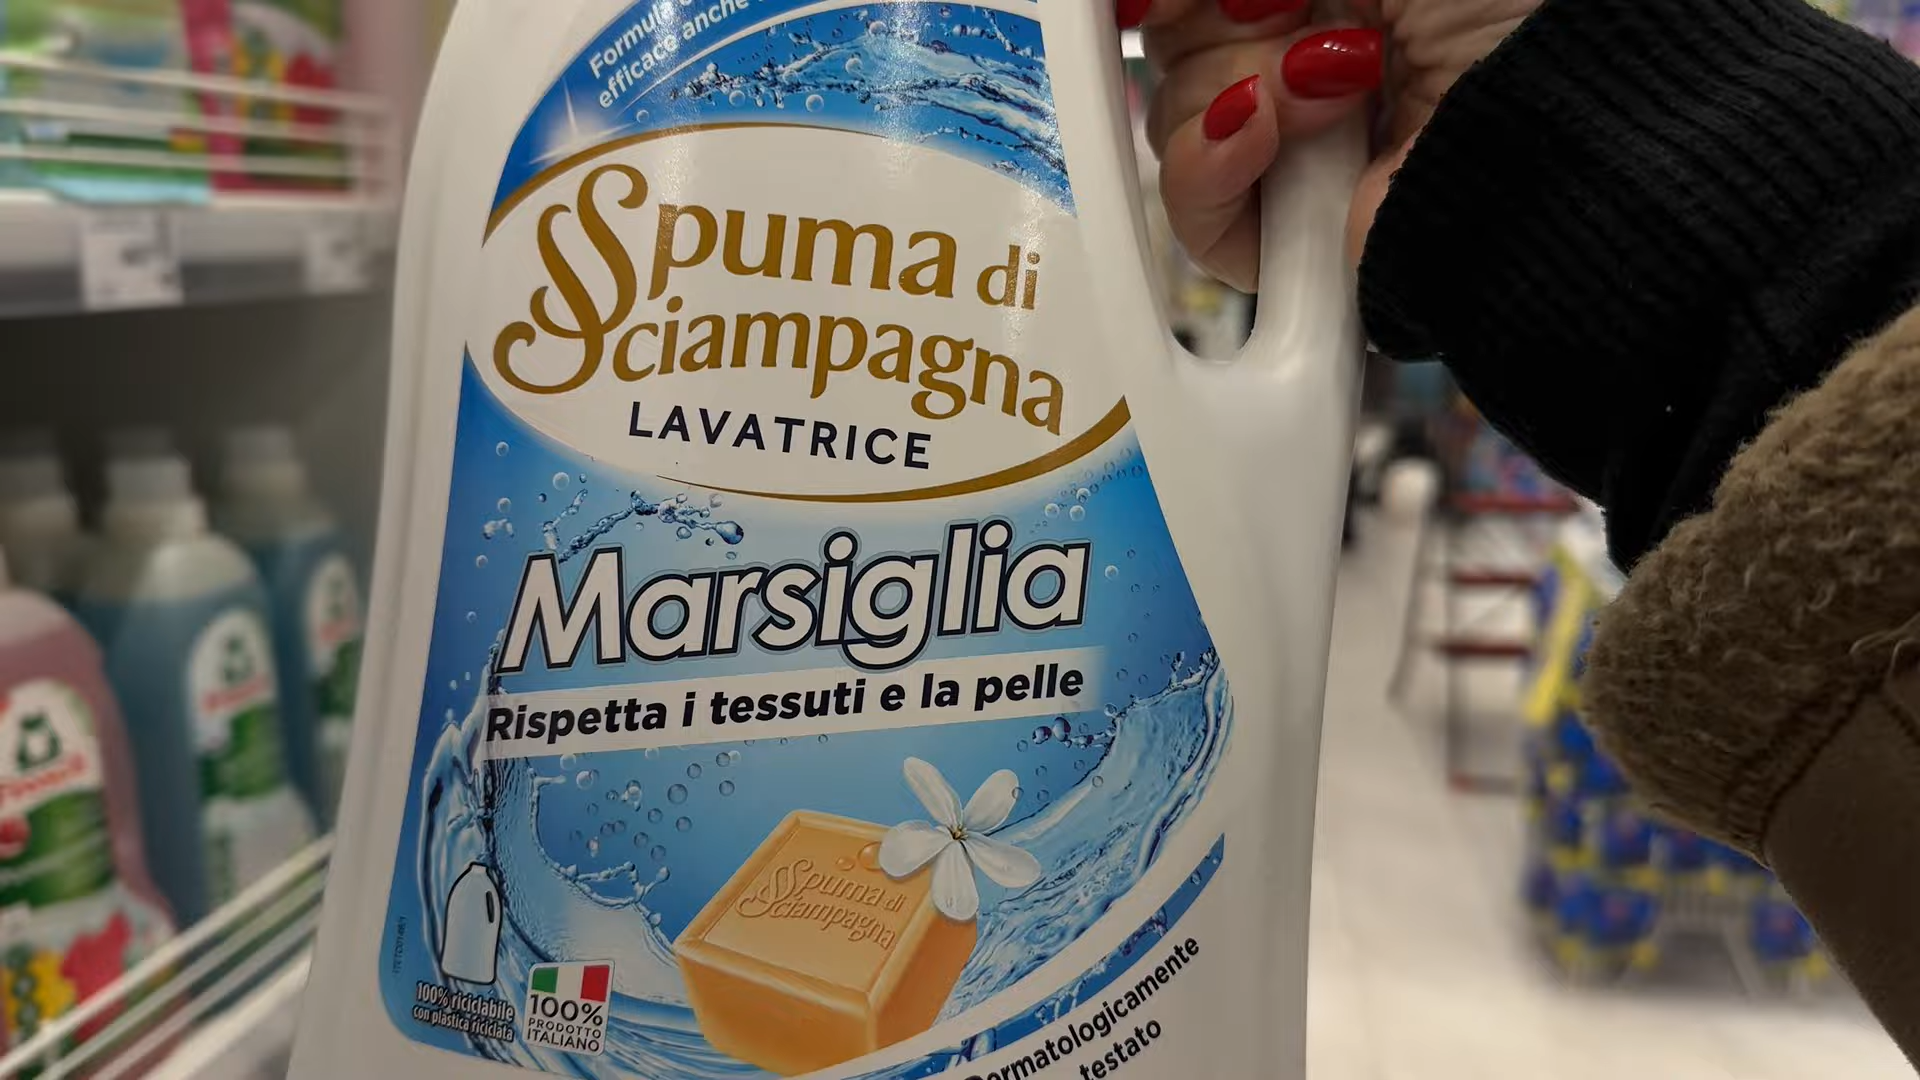 Formula
efficace anche
Spuma di
Sciampagna
LAVATRICE
Marsiglia
Rispetta i tessuti e la pelle
Spuma di
Sciampagna
100% riciclabile
con plastica riciclata
100%
PRODOTTO
ITALIANO
Dermatologicamente
testato